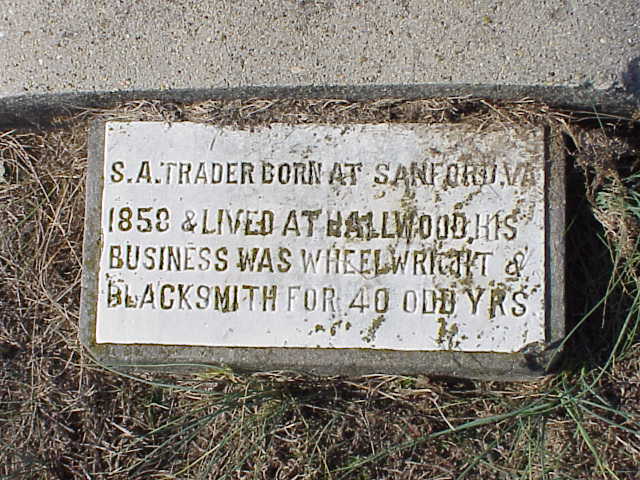 S.A.TRADER BORN AT SANFORD,VA
1858 & LIVED AT HALLWOOD,HIS
BUSINESS WAS WHEELWRIGHT &
BLACKSMITH FOR 40 ODD YRS